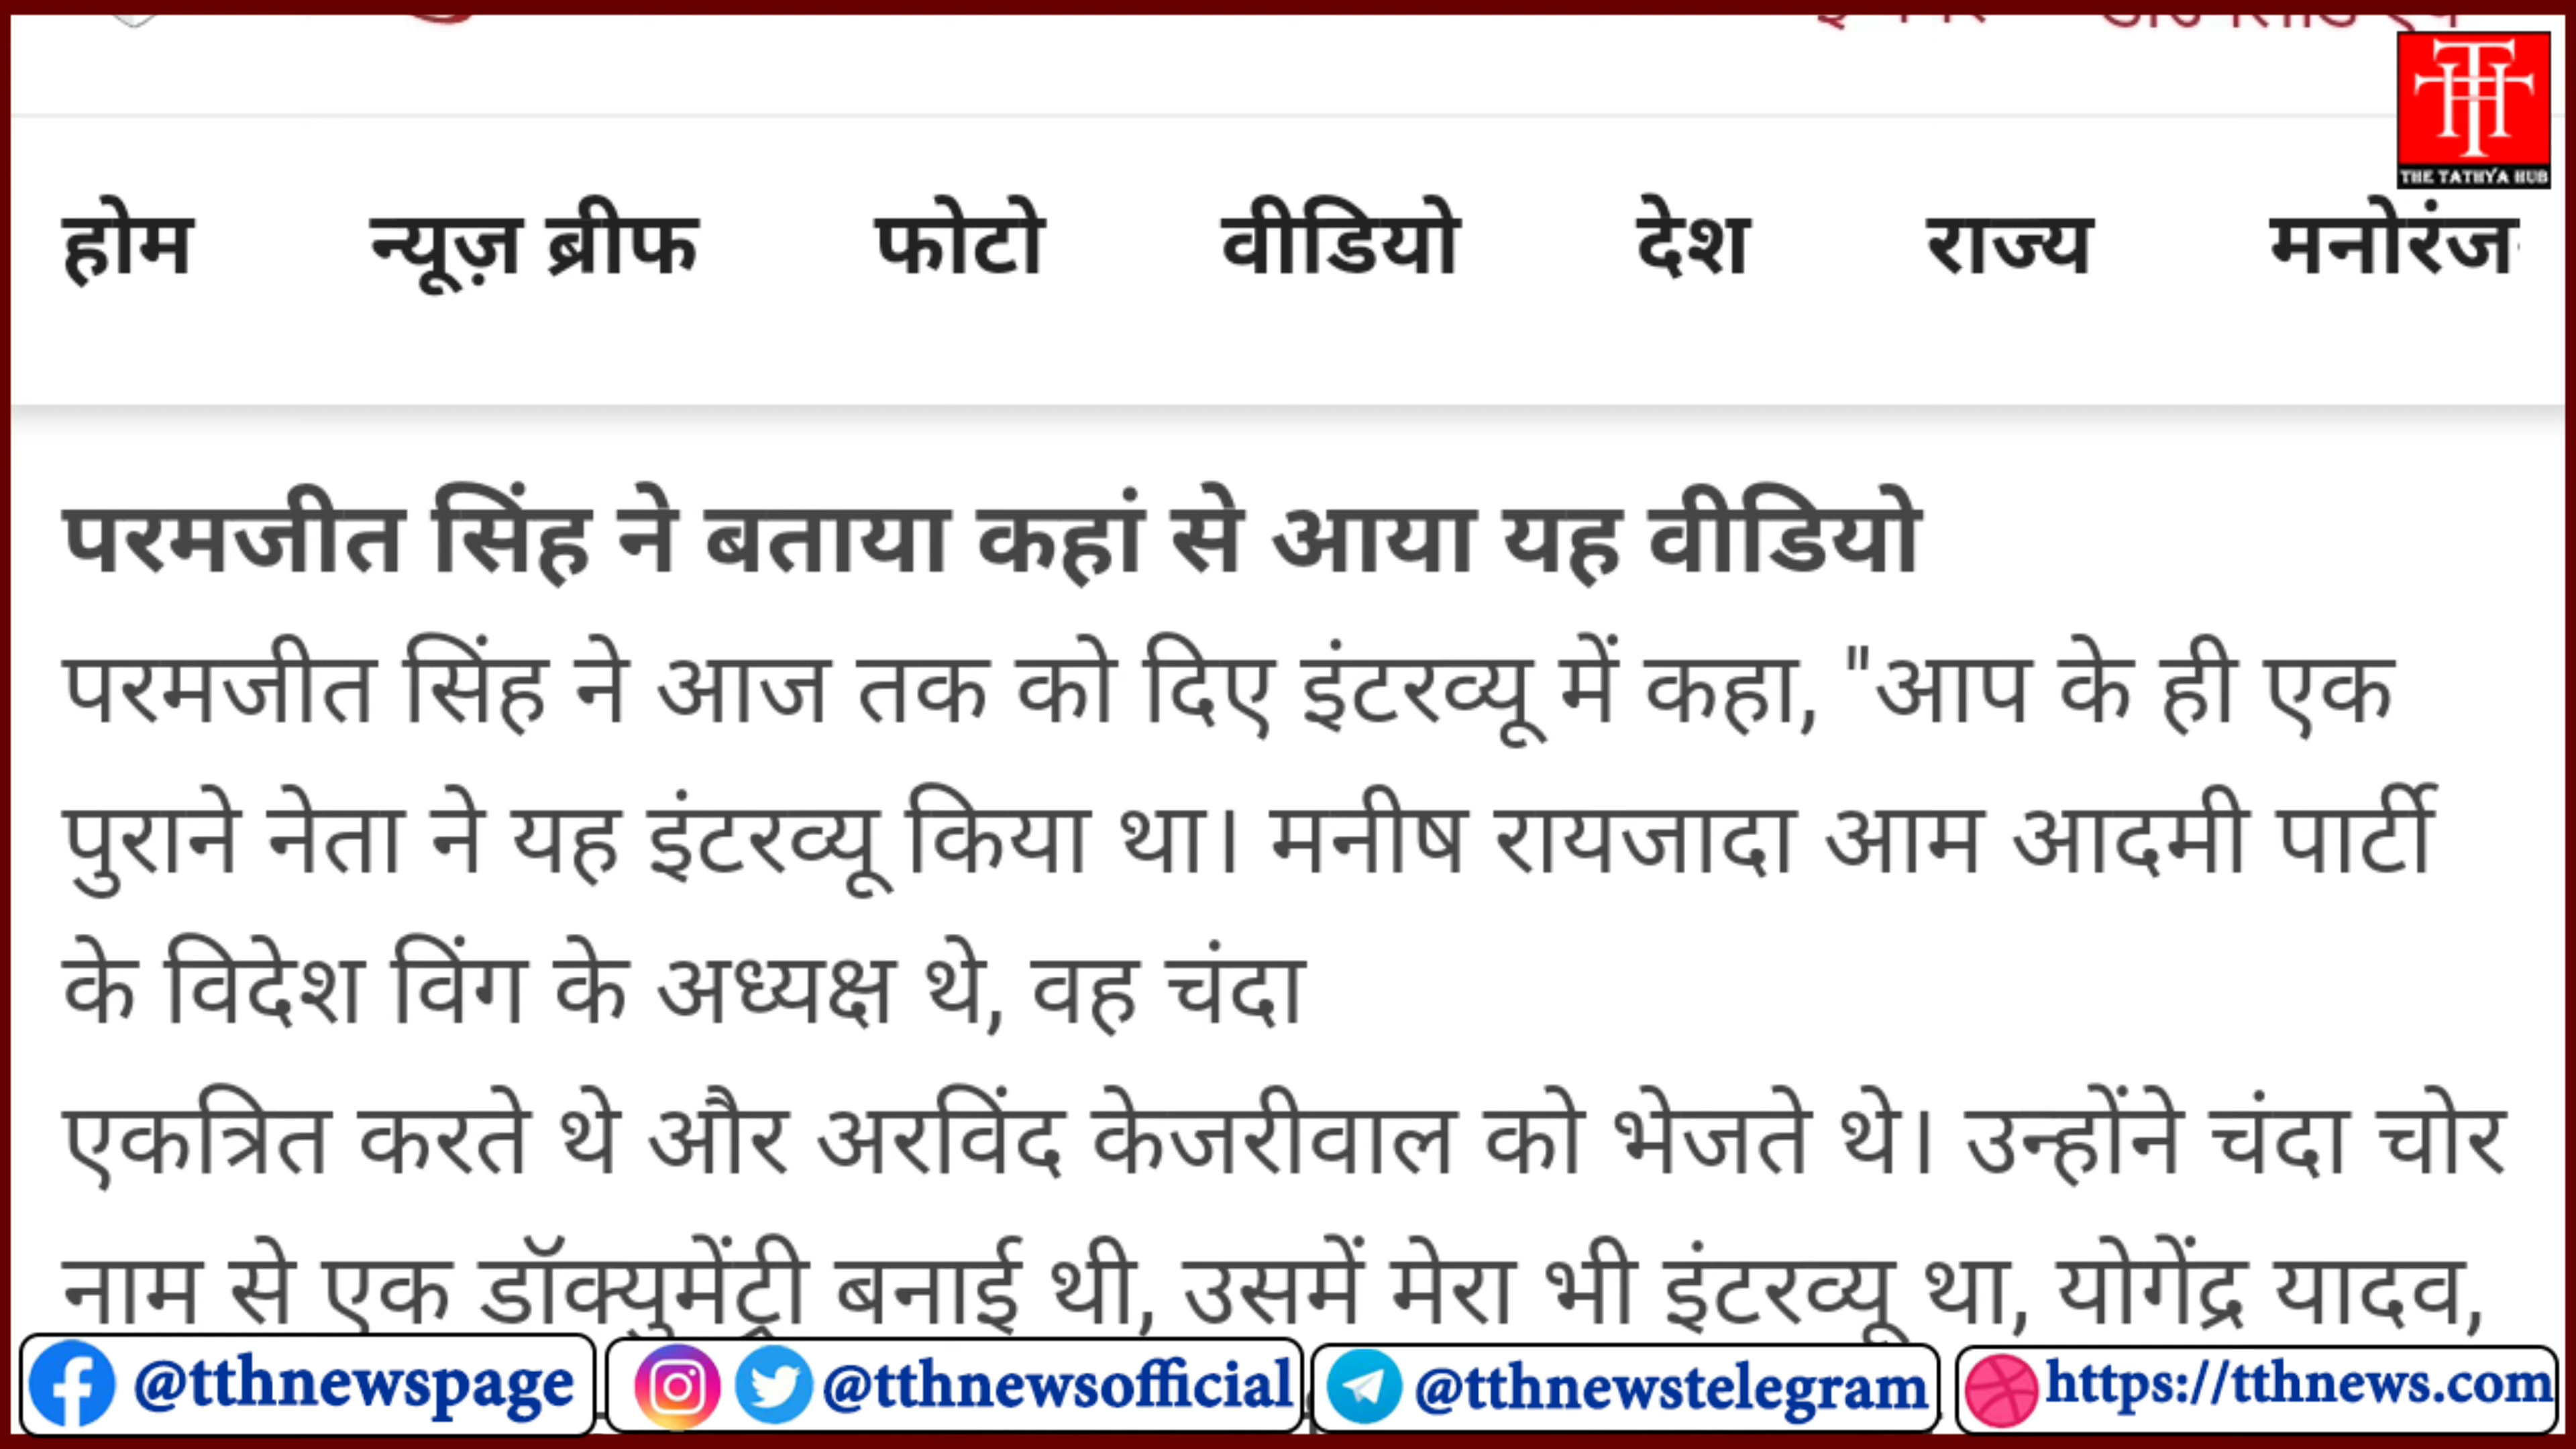 THE TATHYA HUB
होम न्यूज़ ब्रीफ फोटो वीडियो देश राज्य मनोरंज
परमजीत सिंह ने बताया कहां से आया यह वीडियो
परमजीत सिंह ने आज तक को दिए इंटरव्यू में कहा, "आप के ही एक
पुराने नेता ने यह इंटरव्यू किया था। मनीष रायजादा आम आदमी पार्टी
के विदेश विंग के अध्यक्ष थे, वह चंदा
एकत्रित करते थे और अरविंद केजरीवाल को भेजते थे। उन्होंने चंदा चोर
नाम से एक डॉक्युमेंट्री बनाई थी, उसमें मेरा भी इंटरव्यू था, योगेंद्र यादव,
@tthnewspage @tthnewsofficial @tthnewstelegram https://tthnews.com